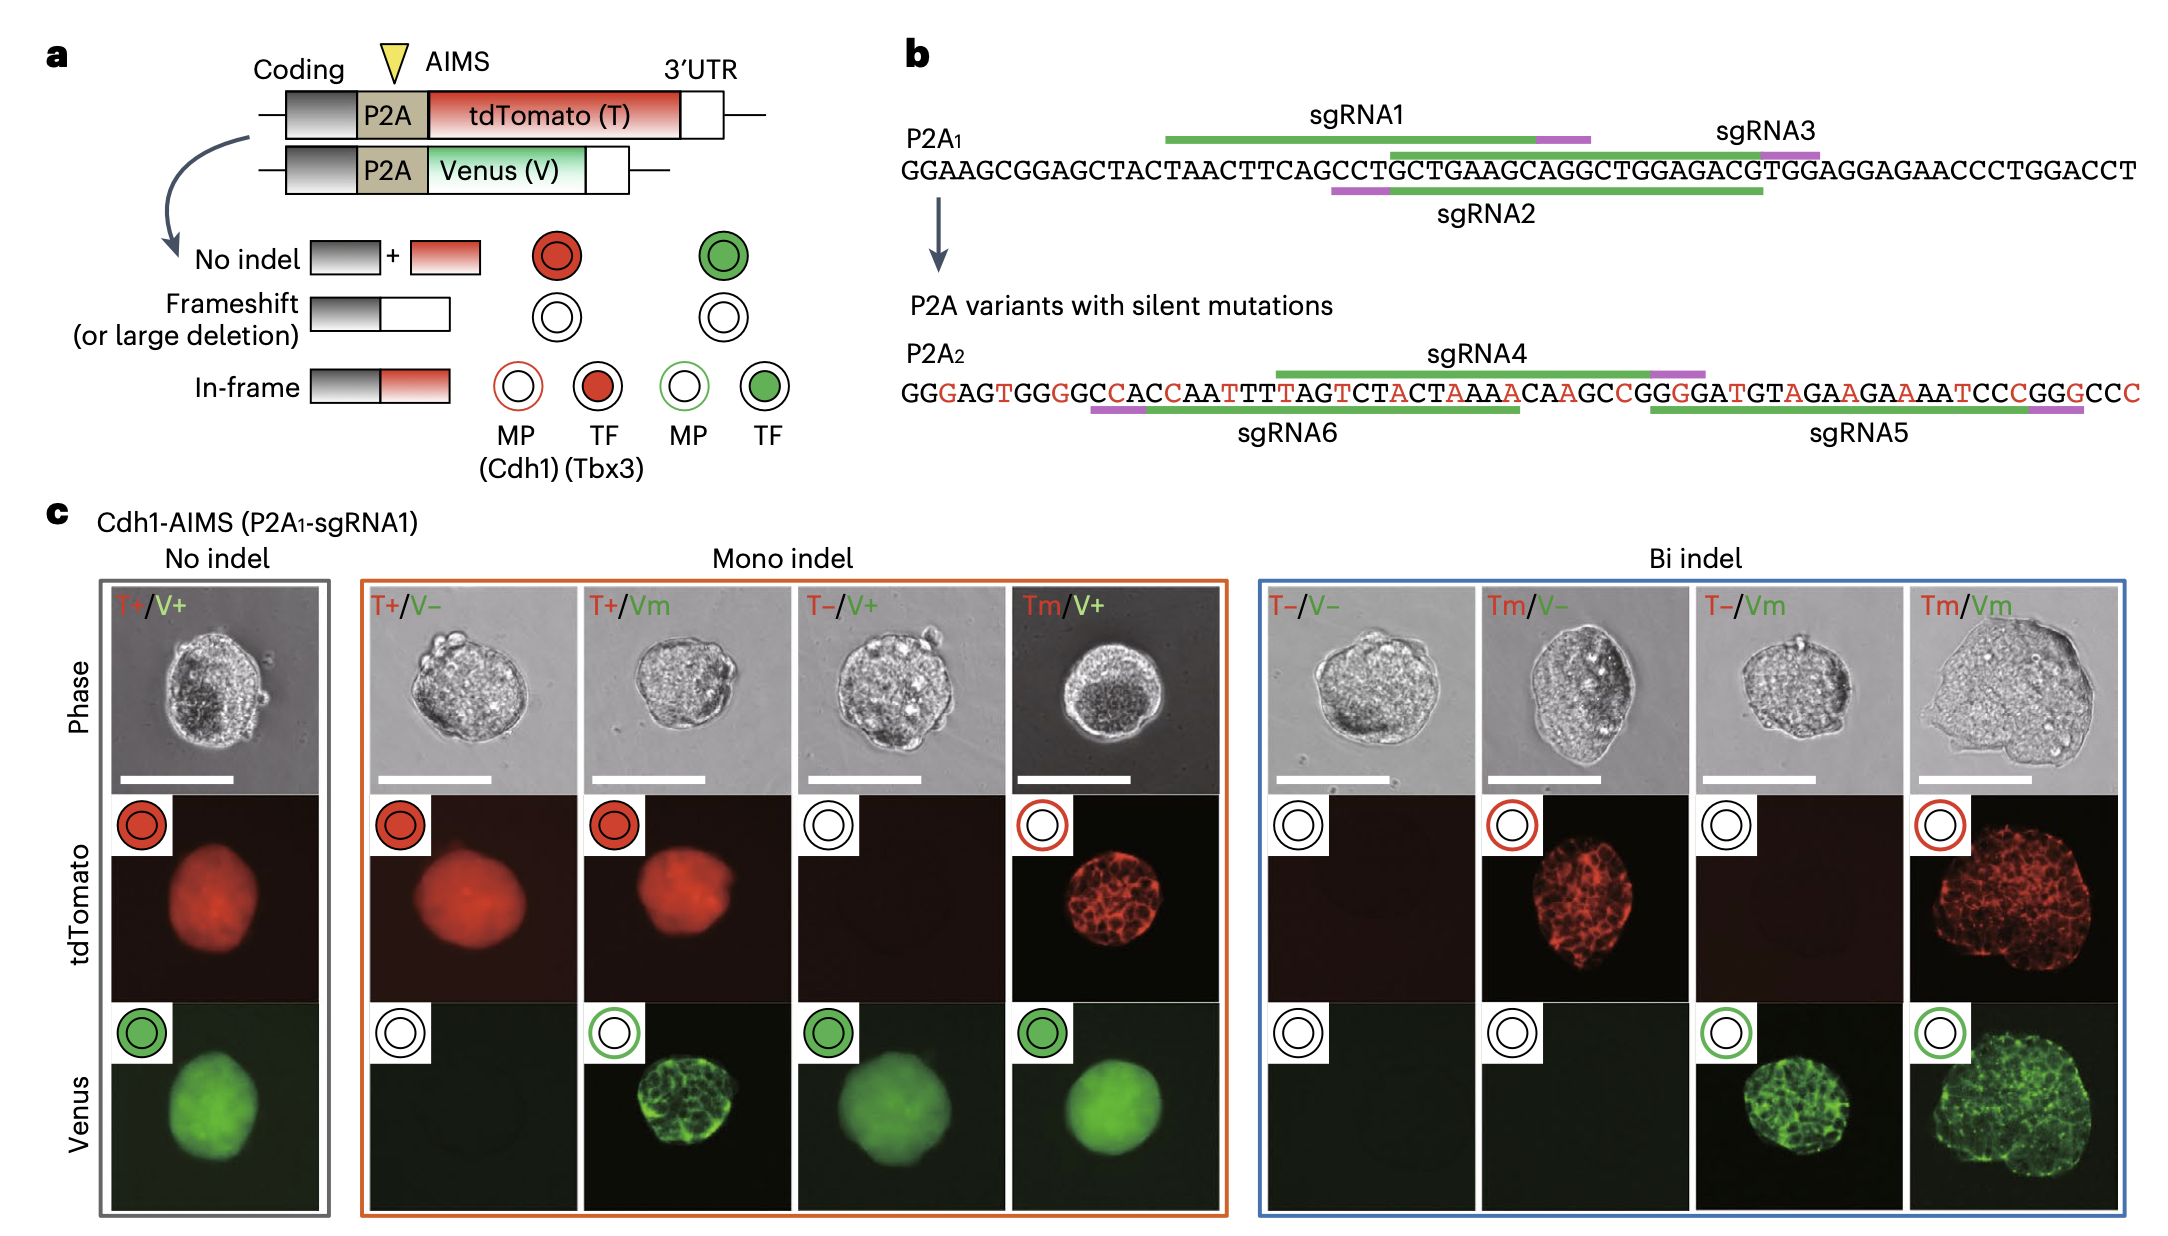 a
Coding
AIMS
3′UTR
P2A
tdTomato (T)
P2A
Venus (V)
No indel
+
Frameshift
(or large deletion)
In-frame
MP
TF
MP
TF
(Cdh1)
(Tbx3)
b
sgRNA1
sgRNA3
P2A1
GGAAGCGGAGCTACTAACTTCAGCCTGCTGAAGCAGGCTGGAGACGTGGAGGAGAACCCTGGACCT
sgRNA2
P2A variants with silent mutations
P2A2
sgRNA4
GGGAGTGGGGCCACCAATTTTAGTCTACTAAAACAAGCCGGGGATGTAGAAGAAAATCCCGGGCCC
sgRNA6
sgRNA5
c
Cdh1-AIMS (P2A1-sgRNA1)
No indel
Mono indel
Bi indel
T+/V+
T+/V−
T+/Vm
T−/V+
Tm/V+
T−/V−
Tm/V−
T−/Vm
Tm/Vm
Phase
tdTomato
Venus